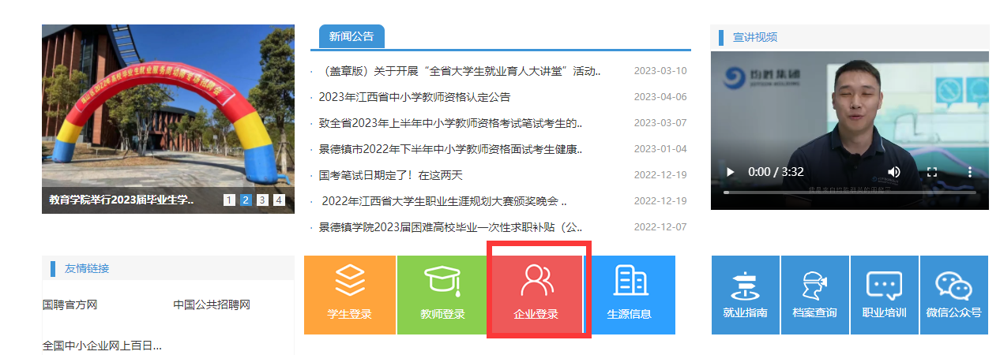 新闻公告
宣讲视频
· （盖章版）关于开展“全省大学生就业育人大讲堂”活动.. 2023-03-10
· 2023年江西省中小学教师资格认定公告 2023-04-06
· 致全省2023年上半年中小学教师资格考试笔试考生的.. 2023-03-07
· 景德镇市2022年下半年中小学教师资格面试考生健康.. 2023-01-04
· 国考笔试日期定了！在这两天 2022-12-19
· 2022年江西省大学生职业生涯规划大赛颁奖晚会 .. 2022-12-19
· 景德镇学院2023届困难高校毕业一次性求职补贴（公.. 2022-12-07
教育学院举行2023届毕业生学.. 1 2 3 4
均胜集团
0:00 / 3:32
友情链接
国聘官方网 中国公共招聘网
全国中小企业网上百日...
学生登录 教师登录 企业登录 生源信息
就业指南 档案查询 职业培训 微信公众号